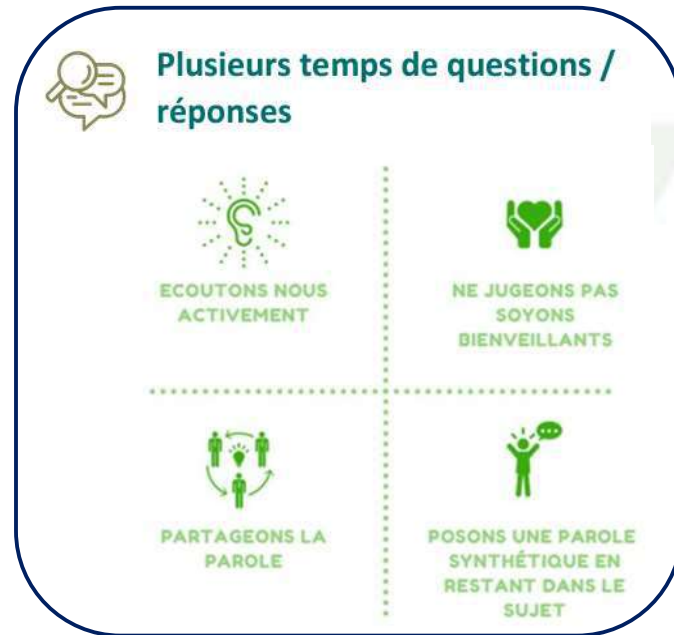 Plusieurs temps de questions /
réponses
ECOUTONS NOUS
ACTIVEMENT
NE JUGEONS PAS
SOYONS
BIENVEILLANTS
PARTAGEONS LA
PAROLE
POSONS UNE PAROLE
SYNTHÉTIQUE EN
RESTANT DANS LE
SUJET